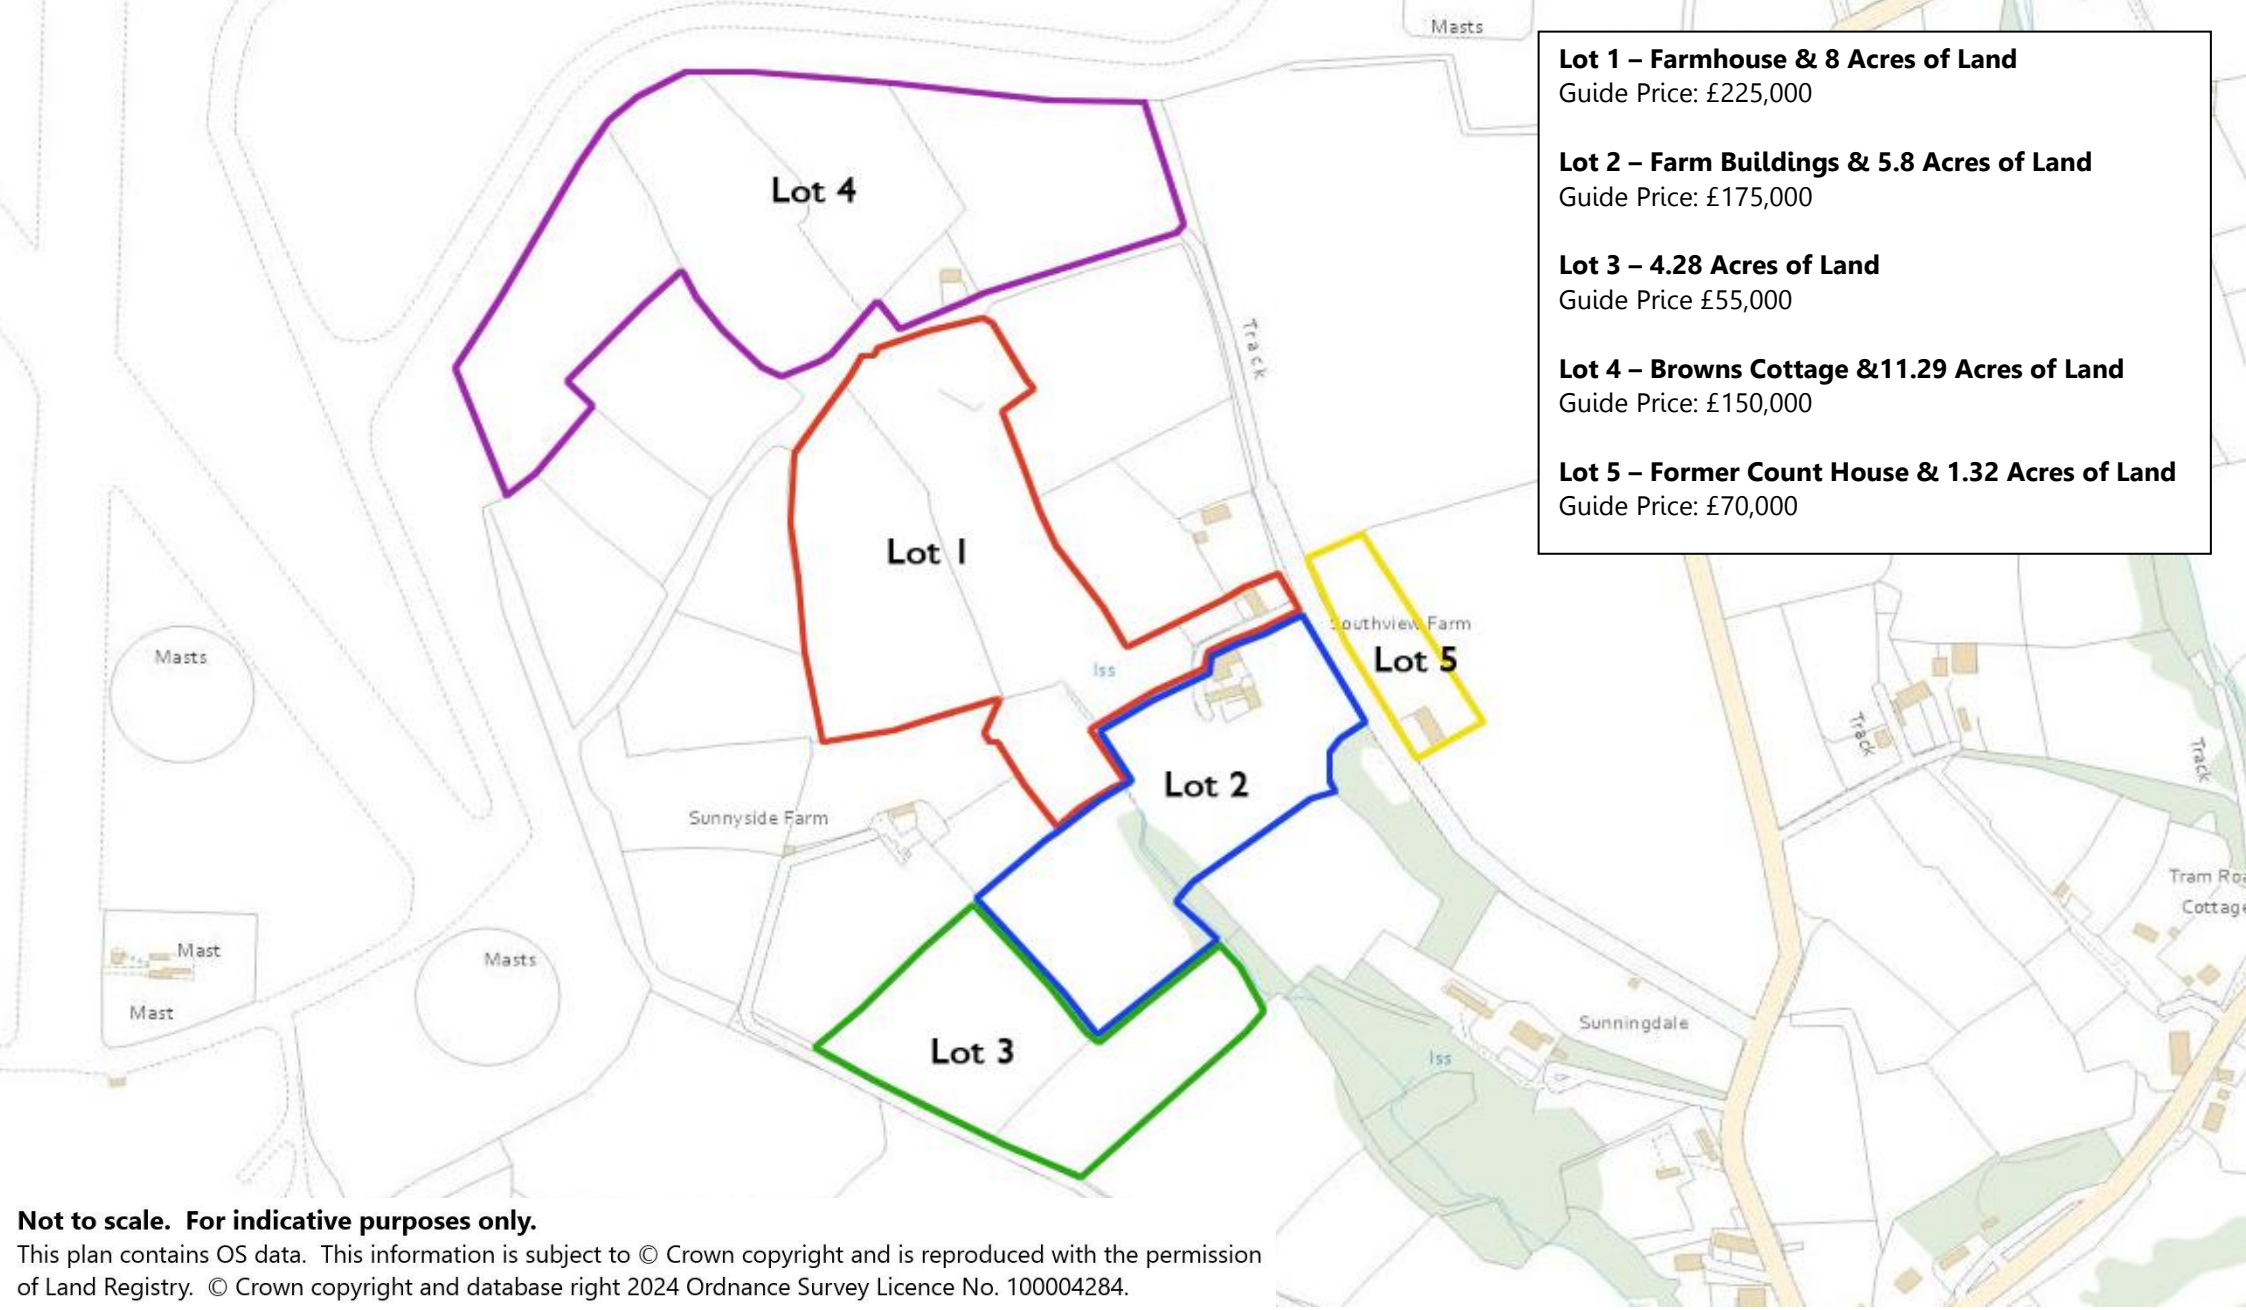 Masts
Lot 1 – Farmhouse & 8 Acres of Land
Guide Price: £225,000
Lot 2 – Farm Buildings & 5.8 Acres of Land
Guide Price: £175,000
Lot 3 – 4.28 Acres of Land
Guide Price £55,000
Lot 4 – Browns Cottage &11.29 Acres of Land
Guide Price: £150,000
Lot 5 – Former Count House & 1.32 Acres of Land
Guide Price: £70,000
Lot 4
Track
Lot 1
Southview Farm
Masts
Iss
Lot 5
Track
Track
Lot 2
Sunnyside Farm
Tram
Cottage
Mast
Masts
Mast
Sunningdale
Lot 3
Iss
Not to scale. For indicative purposes only.
This plan contains OS data. This information is subject to © Crown copyright and is reproduced with the permission
of Land Registry. © Crown copyright and database right 2024 Ordnance Survey Licence No. 100004284.